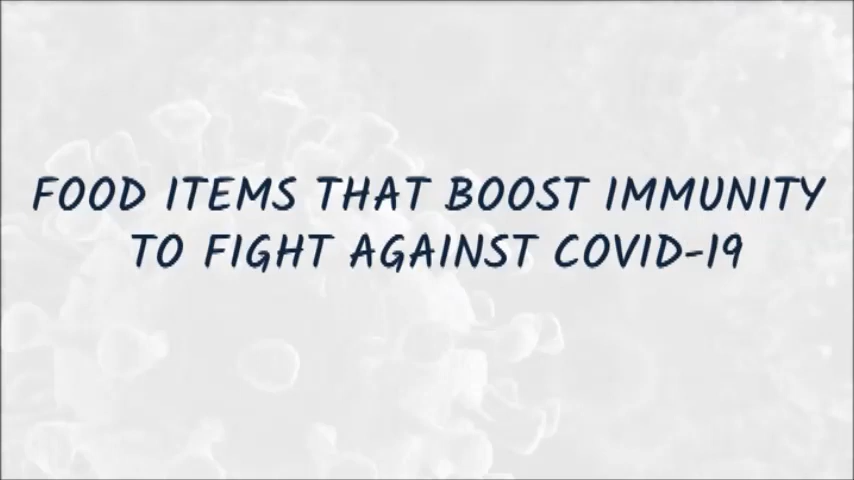 FOOD ITEMS THAT BOOST IMMUNITY
TO FIGHT AGAINST COVID-19